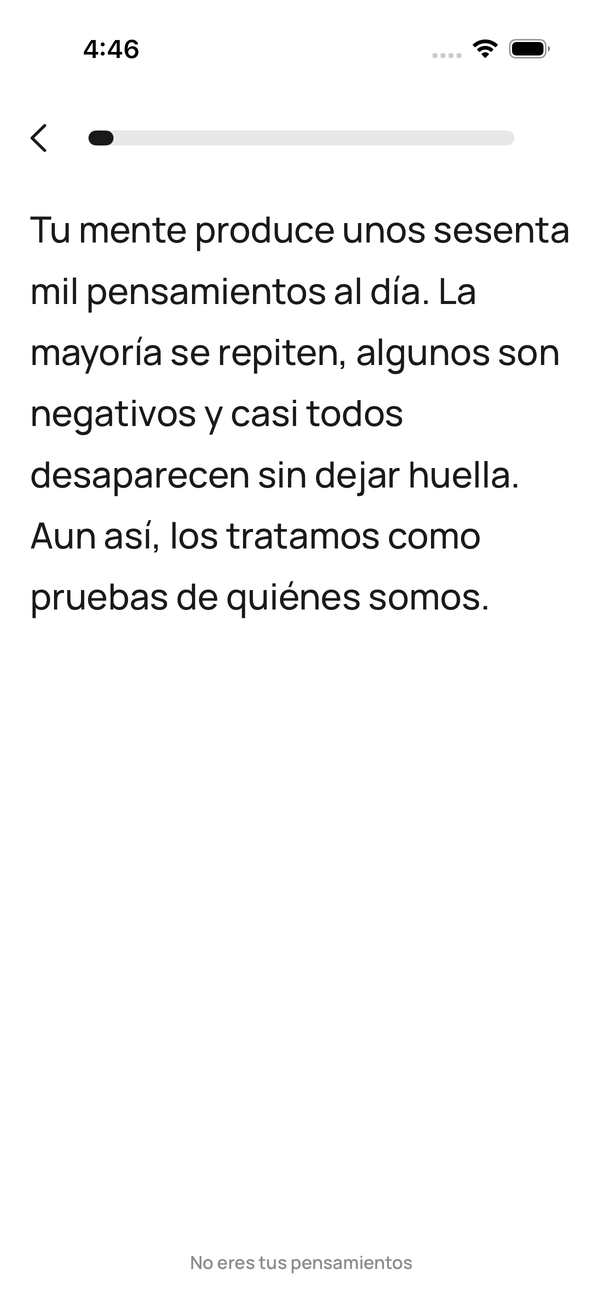 4:46
Tu mente produce unos sesenta
mil pensamientos al día. La
mayoría se repiten, algunos son
negativos y casi todos
desaparecen sin dejar huella.
Aun así, los tratamos como
pruebas de quiénes somos.
No eres tus pensamientos